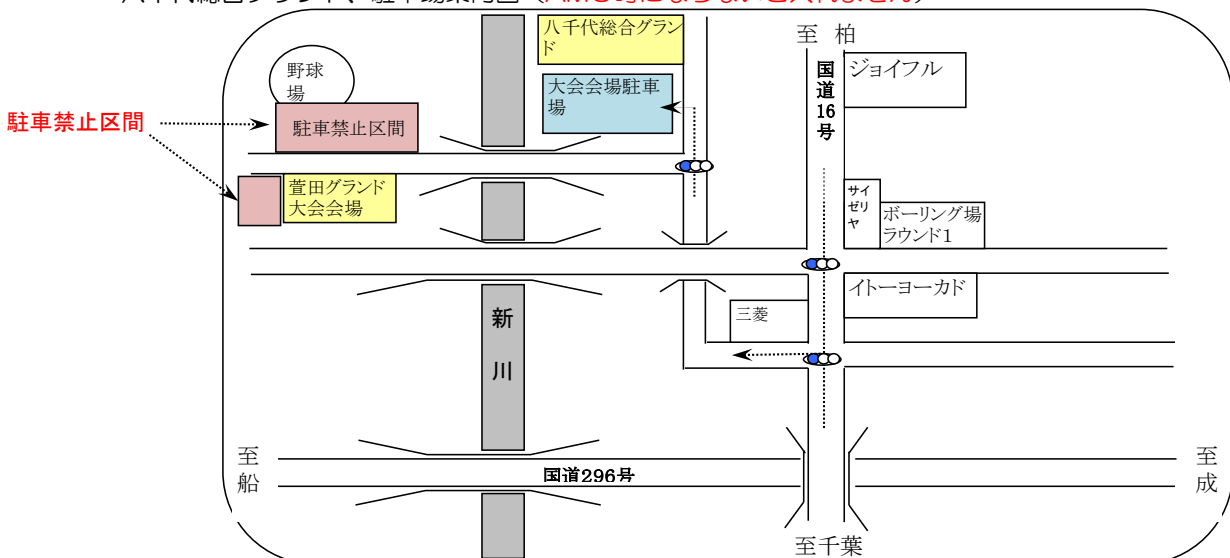 八千代総合グランド
至 柏
野球
場
大会会場駐車
場
国
道
16
号
ジョイフル
駐車禁止区間
駐車禁止区間
萱田グランド
大会会場
サイ
ゼリ
ヤ
ボーリング場
ラウンド1
イトーヨーカド
三菱
新
川
至
船
国道296号
至
成
至千葉